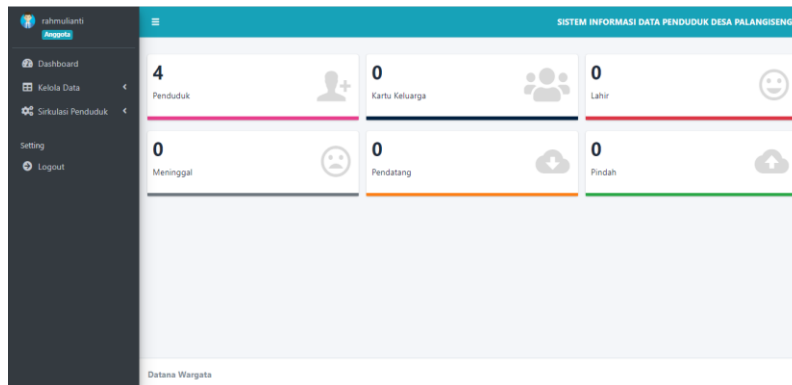 rahmulianti
Anggota
SISTEM INFORMASI DATA PENDUDUK DESA PALANGISENG
Dashboard
Kelola Data
Sirkulasi Penduduk
Setting
Logout
4
Penduduk
0
Kartu Keluarga
0
Lahir
0
Meninggal
0
Pendatang
0
Pindah
Datana Wargata